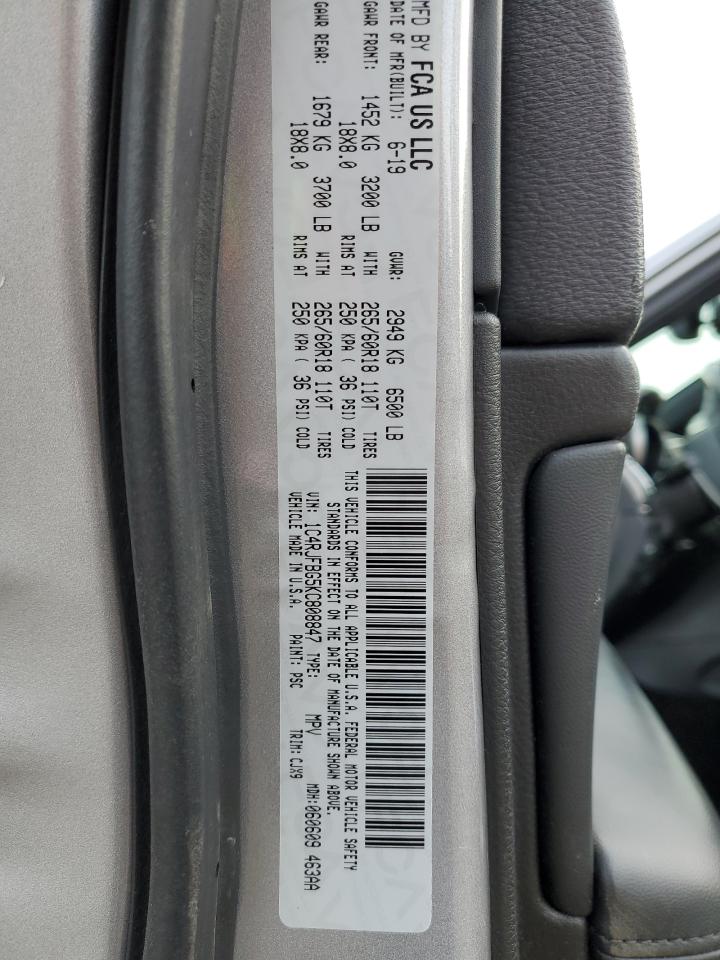 MFD BY FCA US LLC
DATE OF MFR(BUILT): 6-19 GVWR: 2949 KG 6500 LB
GAWR FRONT: 1452 KG 3200 LB WITH 265/60R18 110T TIRES
18X8.0 RIMS AT 250 KPA ( 36 PSI) COLD
GAWR REAR: 1679 KG 3700 LB WITH 265/60R18 110T TIRES
18X8.0 RIMS AT 250 KPA ( 36 PSI) COLD
THIS VEHICLE CONFORMS TO ALL APPLICABLE U.S.A. FEDERAL MOTOR VEHICLE SAFETY
STANDARDS IN EFFECT ON THE DATE OF MANUFACTURE SHOWN ABOVE.
VIN: 1C4RJFBG5KC808847 TYPE: MPV MDH:060609 463AA
VEHICLE MADE IN U.S.A. PAINT: PSC TRIM: CJX9